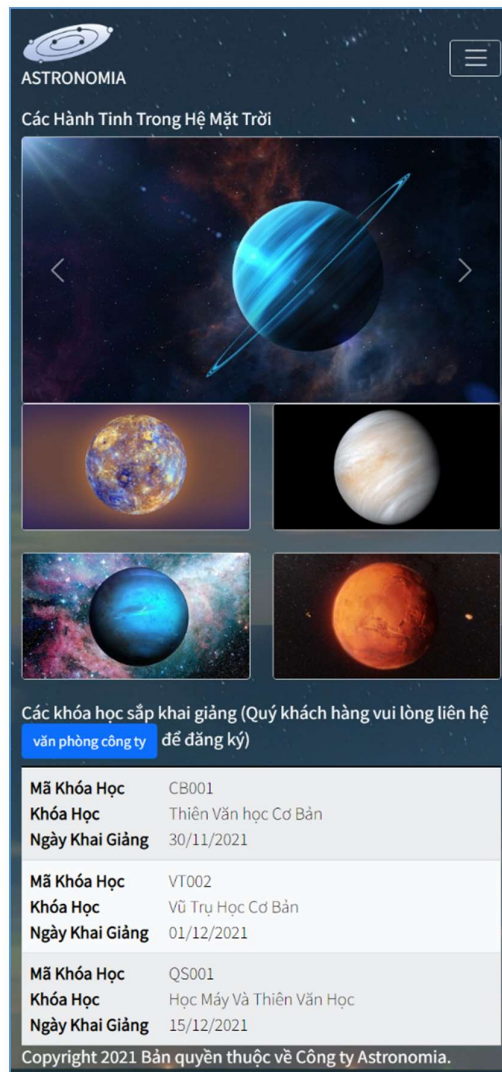 ASTRONOMIA
Các Hành Tinh Trong Hệ Mặt Trời
Các khóa học sắp khai giảng (Quý khách hàng vui lòng liên hệ
văn phòng công ty để đăng ký)
Mã Khóa Học CB001
Khóa Học Thiên Văn học Cơ Bản
Ngày Khai Giảng 30/11/2021
Mã Khóa Học VT002
Khóa Học Vũ Trụ Học Cơ Bản
Ngày Khai Giảng 01/12/2021
Mã Khóa Học QS001
Khóa Học Học Máy Và Thiên Văn Học
Ngày Khai Giảng 15/12/2021
Copyright 2021 Bản quyền thuộc về Công ty Astronomia.